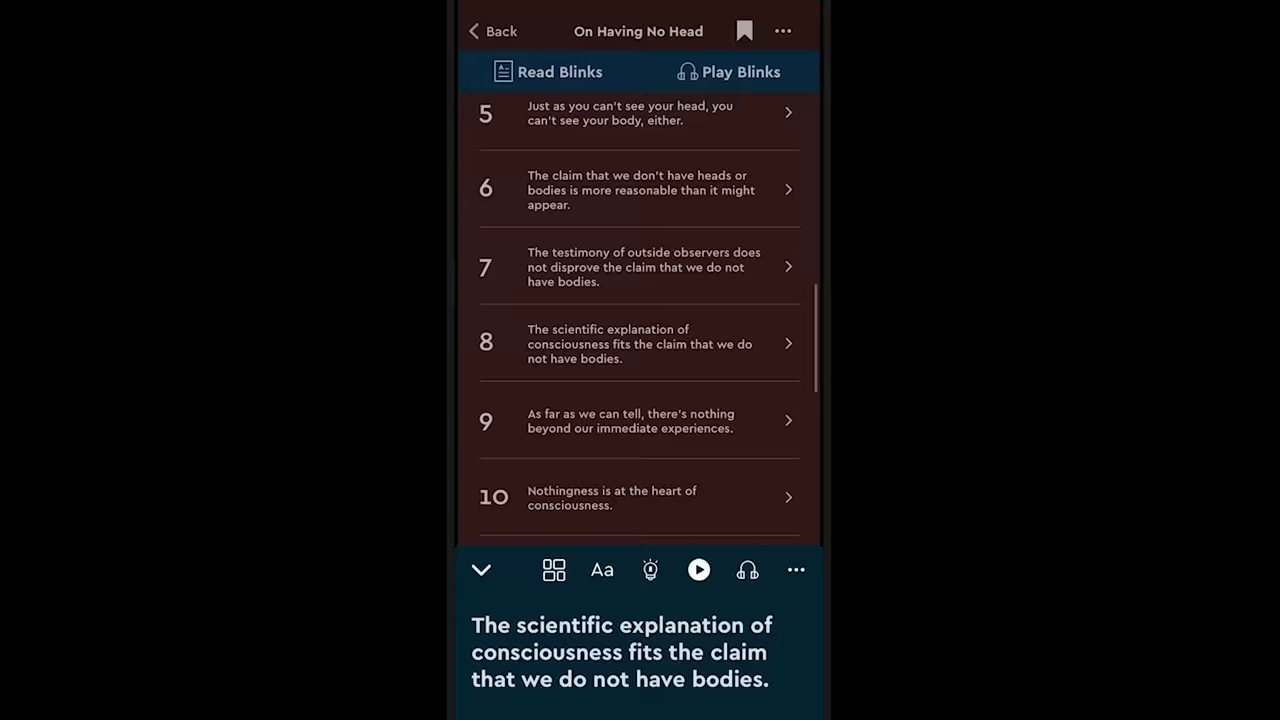 Back On Having No Head
Read Blinks Play Blinks
5 Just as you can't see your head, you
can't see your body, either.
6 The claim that we don't have heads or
bodies is more reasonable than it might
appear.
7 The testimony of outside observers does
not disprove the claim that we do not
have bodies.
8 The scientific explanation of
consciousness fits the claim that we do
not have bodies.
9 As far as we can tell, there's nothing
beyond our immediate experiences.
10 Nothingness is at the heart of
consciousness.
Aa
The scientific explanation of
consciousness fits the claim
that we do not have bodies.